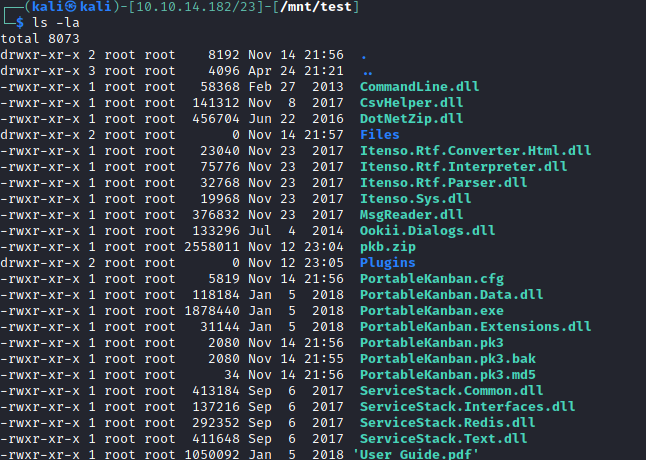 ┌──(kali㉿kali)-[10.10.14.182/23]-[/mnt/test]
└─$ ls -la
total 8073
drwxr-xr-x 2 root root    8192 Nov 14 21:56 .
drwxr-xr-x 3 root root    4096 Apr 24 21:21 ..
-rwxr-xr-x 1 root root   58368 Feb 27  2013 CommandLine.dll
-rwxr-xr-x 1 root root  141312 Nov  8  2017 CsvHelper.dll
-rwxr-xr-x 1 root root  456704 Jun 22  2016 DotNetZip.dll
drwxr-xr-x 2 root root       0 Nov 14 21:57 Files
-rwxr-xr-x 1 root root   23040 Nov 23  2017 Itenso.Rtf.Converter.Html.dll
-rwxr-xr-x 1 root root   75776 Nov 23  2017 Itenso.Rtf.Interpreter.dll
-rwxr-xr-x 1 root root   32768 Nov 23  2017 Itenso.Rtf.Parser.dll
-rwxr-xr-x 1 root root   19968 Nov 23  2017 Itenso.Sys.dll
-rwxr-xr-x 1 root root  376832 Nov 23  2017 MsgReader.dll
-rwxr-xr-x 1 root root  133296 Jul  4  2014 Ookii.Dialogs.dll
-rwxr-xr-x 1 root root 2558011 Nov 12 23:04 pkb.zip
drwxr-xr-x 2 root root       0 Nov 12 23:05 Plugins
-rwxr-xr-x 1 root root    5819 Nov 14 21:56 PortableKanban.cfg
-rwxr-xr-x 1 root root  118184 Jan  5  2018 PortableKanban.Data.dll
-rwxr-xr-x 1 root root 1878440 Jan  5  2018 PortableKanban.exe
-rwxr-xr-x 1 root root   31144 Jan  5  2018 PortableKanban.Extensions.dll
-rwxr-xr-x 1 root root    2080 Nov 14 21:56 PortableKanban.pk3
-rwxr-xr-x 1 root root    2080 Nov 14 21:55 PortableKanban.pk3.bak
-rwxr-xr-x 1 root root      34 Nov 14 21:56 PortableKanban.pk3.md5
-rwxr-xr-x 1 root root  413184 Sep  6  2017 ServiceStack.Common.dll
-rwxr-xr-x 1 root root  137216 Sep  6  2017 ServiceStack.Interfaces.dll
-rwxr-xr-x 1 root root  292352 Sep  6  2017 ServiceStack.Redis.dll
-rwxr-xr-x 1 root root  411648 Sep  6  2017 ServiceStack.Text.dll
-rwxr-xr-x 1 root root 1050092 Jan  5  2018 'User Guide.pdf'